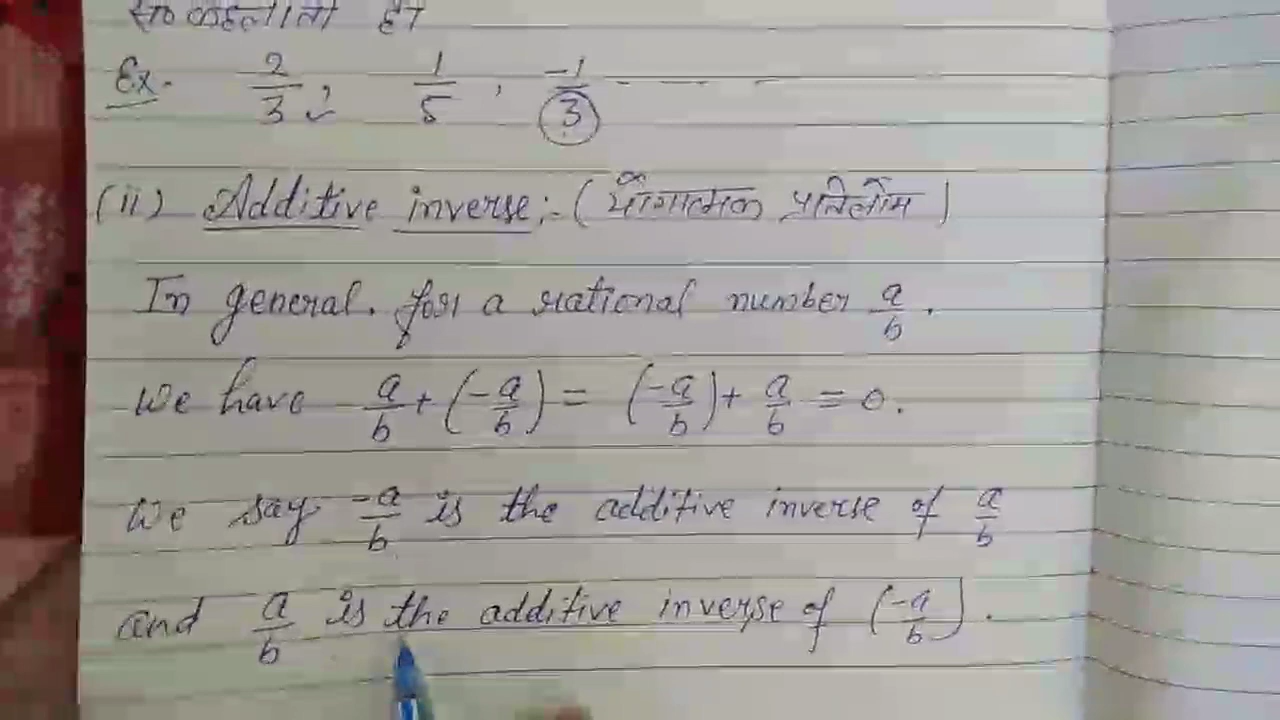 कहलाता है।
Ex- 2/3, 1/5, -1/3 - - - -
(ii) Additive inverse:- (योगात्मक प्रतिलोम)
In general. for a rational number a/b.
We have a/b + (-a/b) = (-a/b) + a/b = 0.
We say -a/b is the additive inverse of a/b
and a/b is the additive inverse of (-a/b).